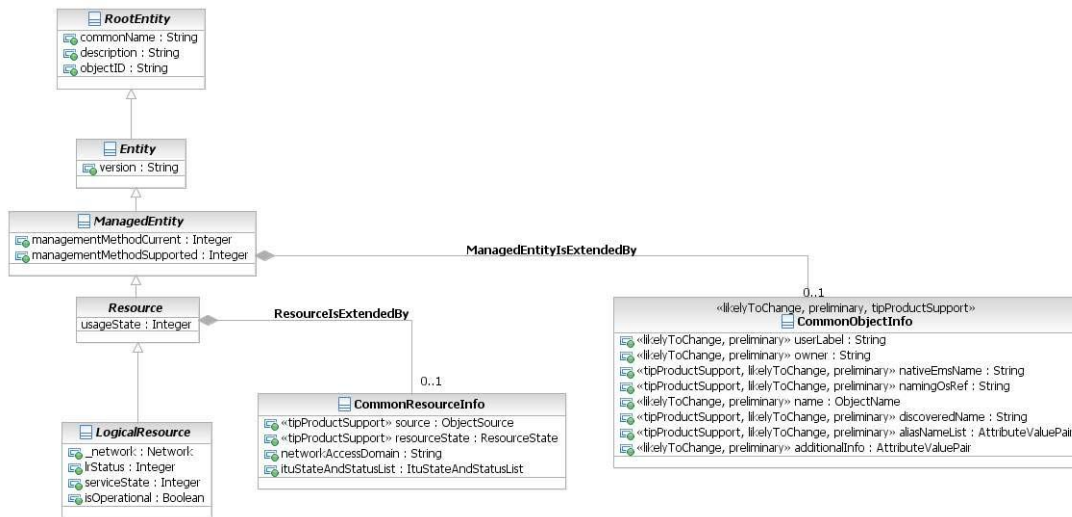 RootEntity
commonName : String
description : String
objectID : String
Entity
version : String
ManagedEntity
managementMethodCurrent : Integer
managementMethodSupported : Integer
ManagedEntityIsExtendedBy
0..1
Resource
usageState : Integer
ResourceIsExtendedBy
0..1
«likelyToChange, preliminary, tipProductSupport»
CommonObjectInfo
«likelyToChange, preliminary» userLabel : String
«likelyToChange, preliminary» owner : String
«tipProductSupport, likelyToChange, preliminary» nativeEmsName : String
«tipProductSupport, likelyToChange, preliminary» namingOsRef : String
«likelyToChange, preliminary» name : ObjectName
«tipProductSupport, likelyToChange, preliminary» discoveredName : String
«tipProductSupport, likelyToChange, preliminary» aliasNameList : AttributeValuePair
«likelyToChange, preliminary» additionalInfo : AttributeValuePair
CommonResourceInfo
«tipProductSupport» source : ObjectSource
«tipProductSupport» resourceState : ResourceState
networkAccessDomain : String
ituStateAndStatusList : ItuStateAndStatusList
LogicalResource
_network : Network
lrStatus : Integer
serviceState : Integer
isOperational : Boolean